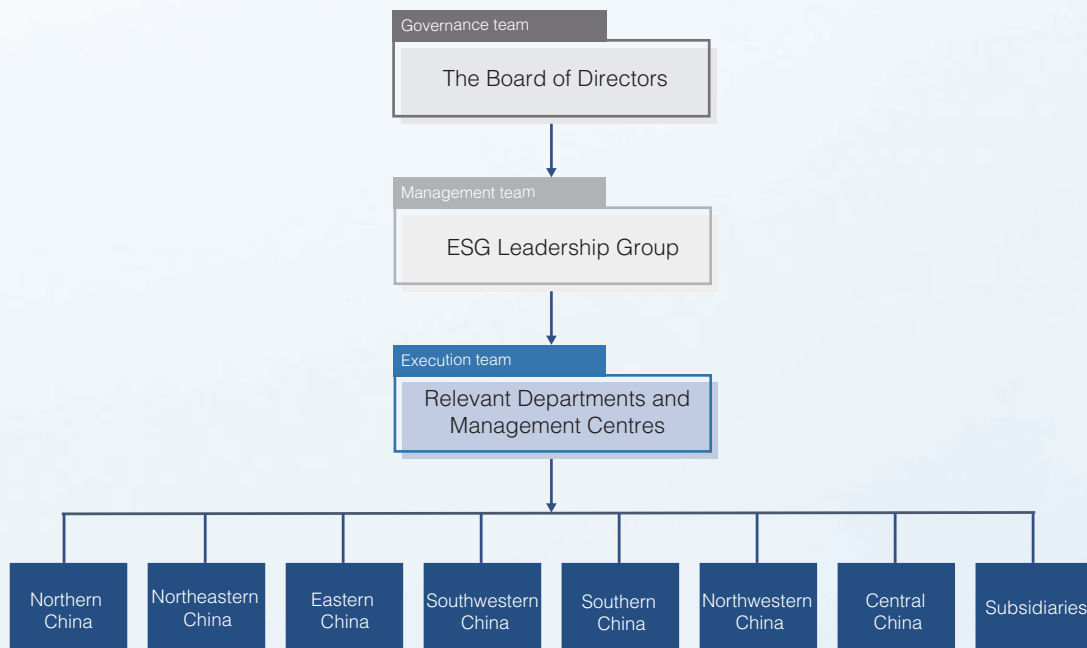 Governance team
The Board of Directors
Management team
ESG Leadership Group
Execution team
Relevant Departments and
Management Centres
Northern
China
Northeastern
China
Eastern
China
Southwestern
China
Southern
China
Northwestern
China
Central
China
Subsidiaries